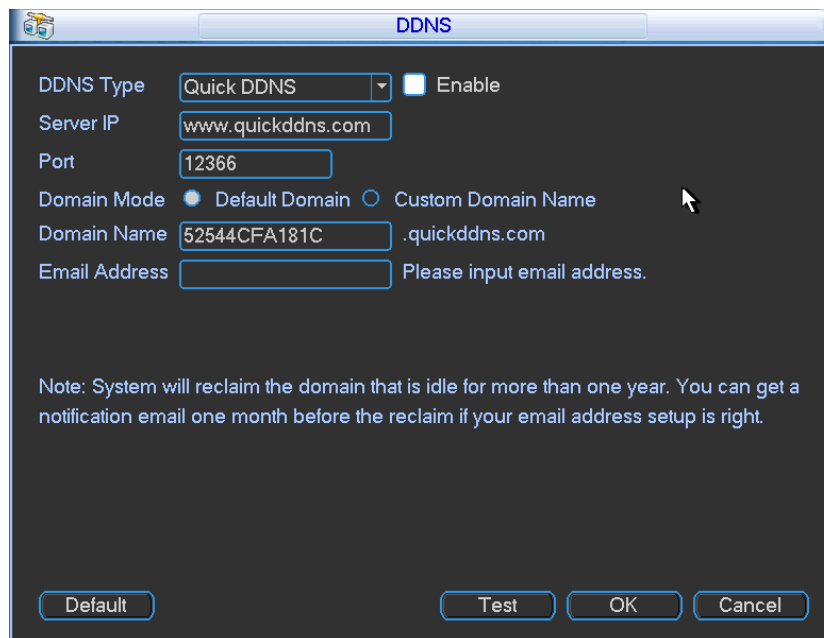 DDNS
DDNS Type Quick DDNS Enable
Server IP www.quickddns.com
Port 12366
Domain Mode Default Domain Custom Domain Name
Domain Name 52544CFA181C .quickddns.com
Email Address Please input email address.
Note: System will reclaim the domain that is idle for more than one year. You can get a
notification email one month before the reclaim if your email address setup is right.
Default Test OK Cancel